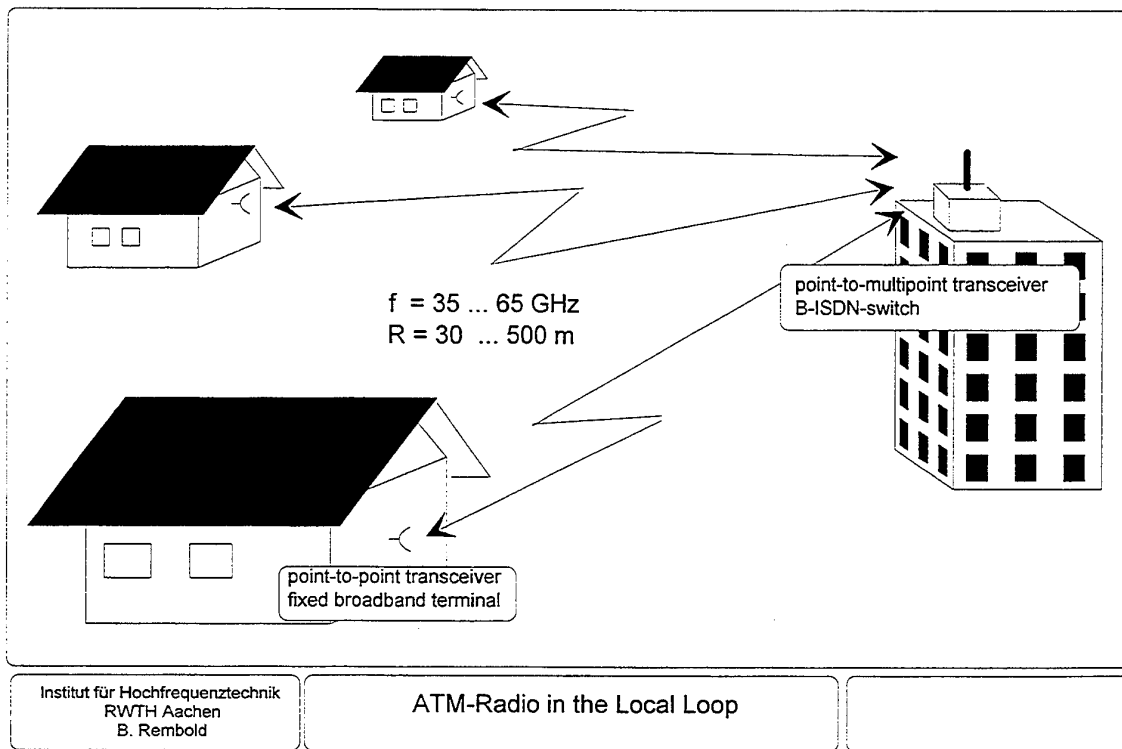 f = 35 ... 65 GHz
R = 30 ... 500 m
point-to-multipoint transceiver
B-ISDN-switch
point-to-point transceiver
fixed broadband terminal
Institut für Hochfrequenztechnik
RWTH Aachen
B. Rembold
ATM-Radio in the Local Loop